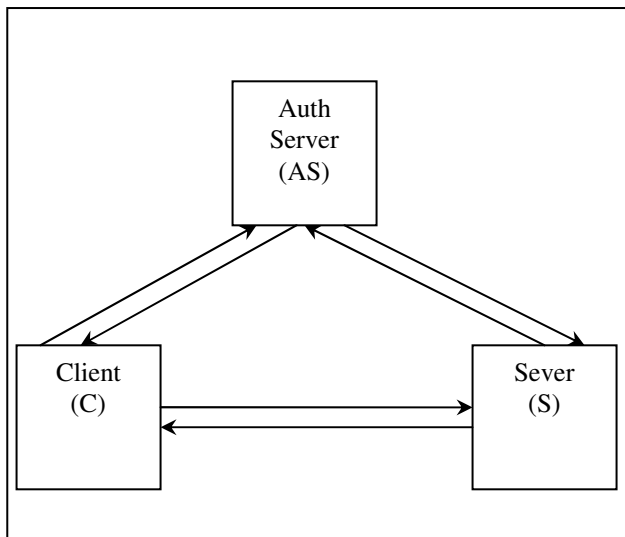 Auth
Server
(AS)
Client
(C)
Sever
(S)